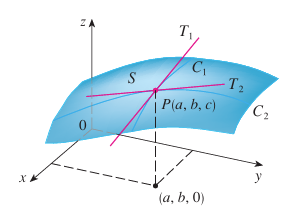 z
T₁
S
C₁
T₂
P(a, b, c)
C₂
0
x
y
(a, b, 0)